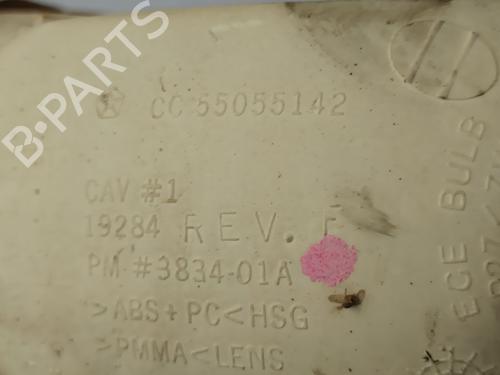 CC 55055142
CAV #1
19284 REV. F
PM #3834-01A
>ABS+PC<HSG
>PMMA<LENS
ECE BULB
B-PARTS